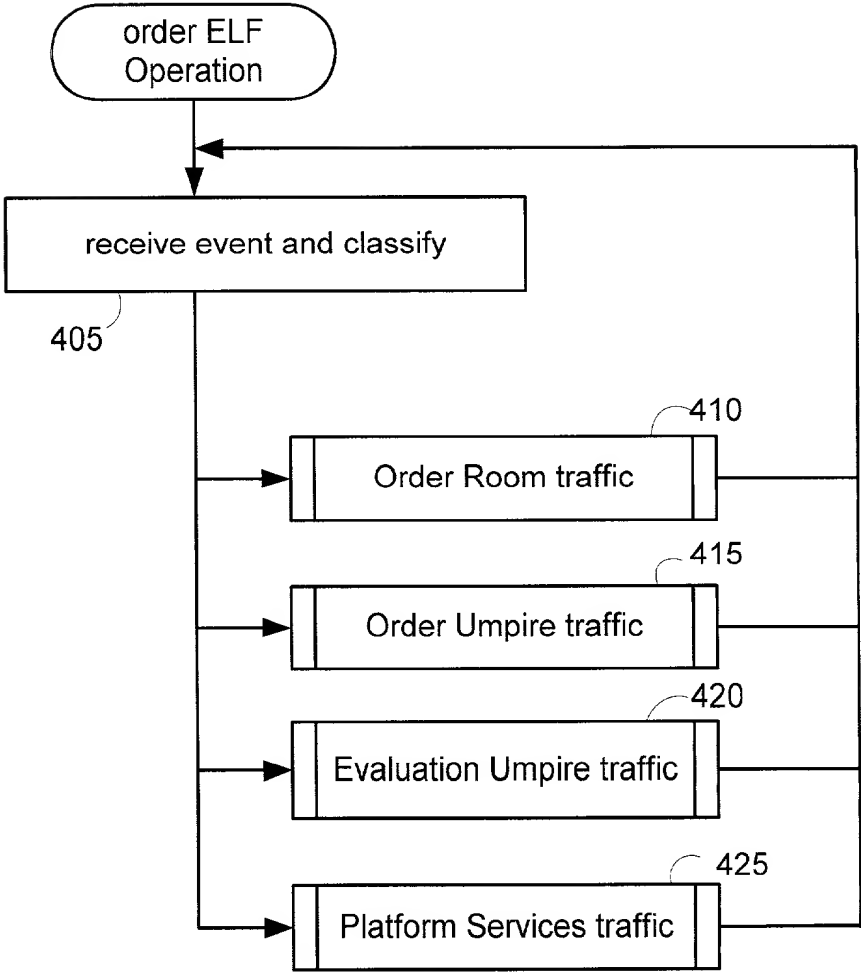 order ELF
Operation
receive event and classify
405
410
Order Room traffic
415
Order Umpire traffic
420
Evaluation Umpire traffic
425
Platform Services traffic